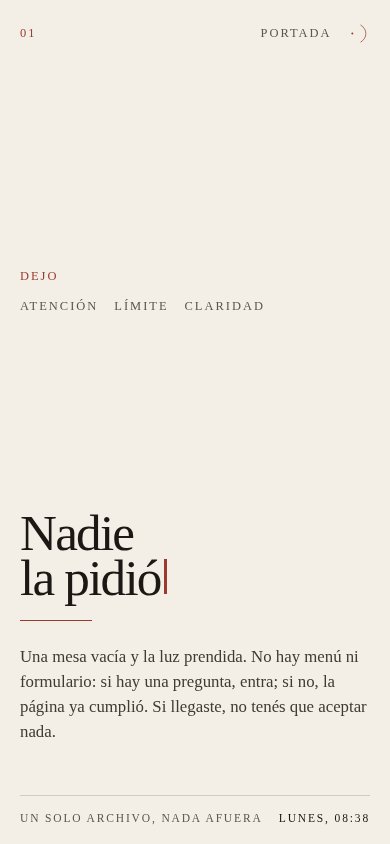 01 PORTADA
DEJO
ATENCIÓN LÍMITE CLARIDAD
Nadie
la pidió
Una mesa vacía y la luz prendida. No hay menú ni
formulario: si hay una pregunta, entra; si no, la
página ya cumplió. Si llegaste, no tenés que aceptar
nada.
UN SOLO ARCHIVO, NADA AFUERA LUNES, 08:38